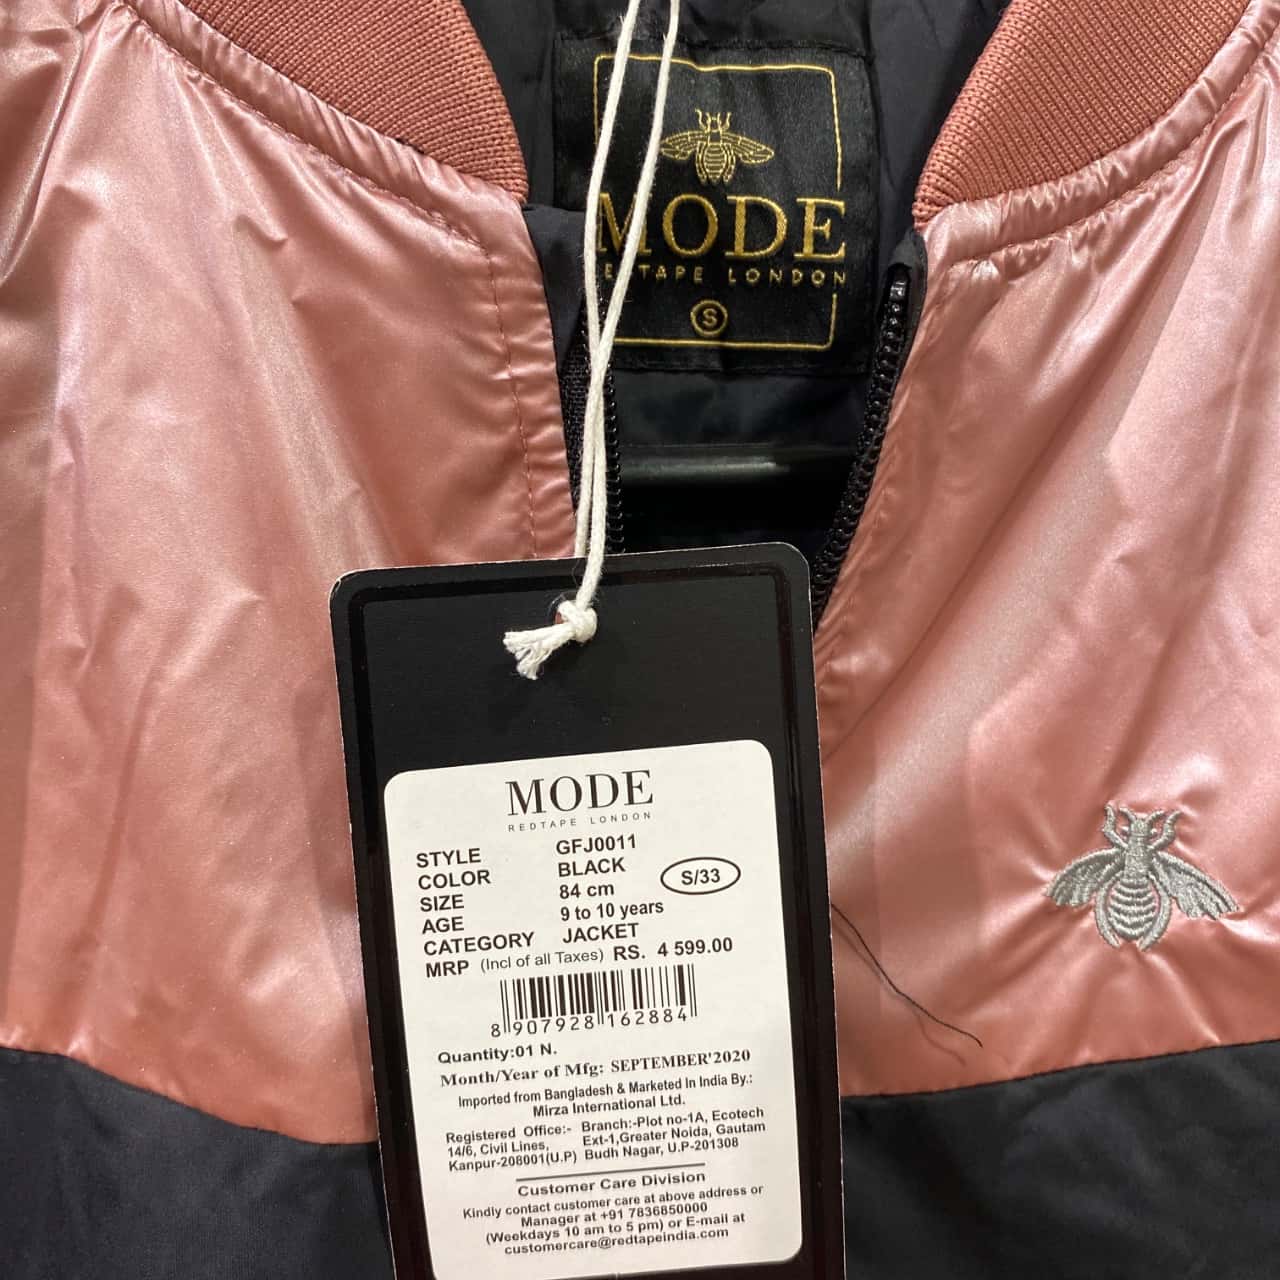 MODE
REDTAPE LONDON
S
MODE
REDTAPE LONDON
STYLE GFJ0011
COLOR BLACK
SIZE 84 cm S/33
AGE 9 to 10 years
CATEGORY JACKET
MRP (Incl of all Taxes) RS. 4 599.00
8 907928 162884
Quantity:01 N.
Month/Year of Mfg: SEPTEMBER'2020
Imported from Bangladesh & Marketed In India By.:
Mirza International Ltd.
Registered Office:- Branch:-Plot no-1A, Ecotech
14/6, Civil Lines, Ext-1,Greater Noida, Gautam
Kanpur-208001(U.P) Budh Nagar, U.P-201308
Customer Care Division
Kindly contact customer care at above address or
Manager at +91 7836850000
(Weekdays 10 am to 5 pm) or E-mail at
customercare@redtapeindia.com